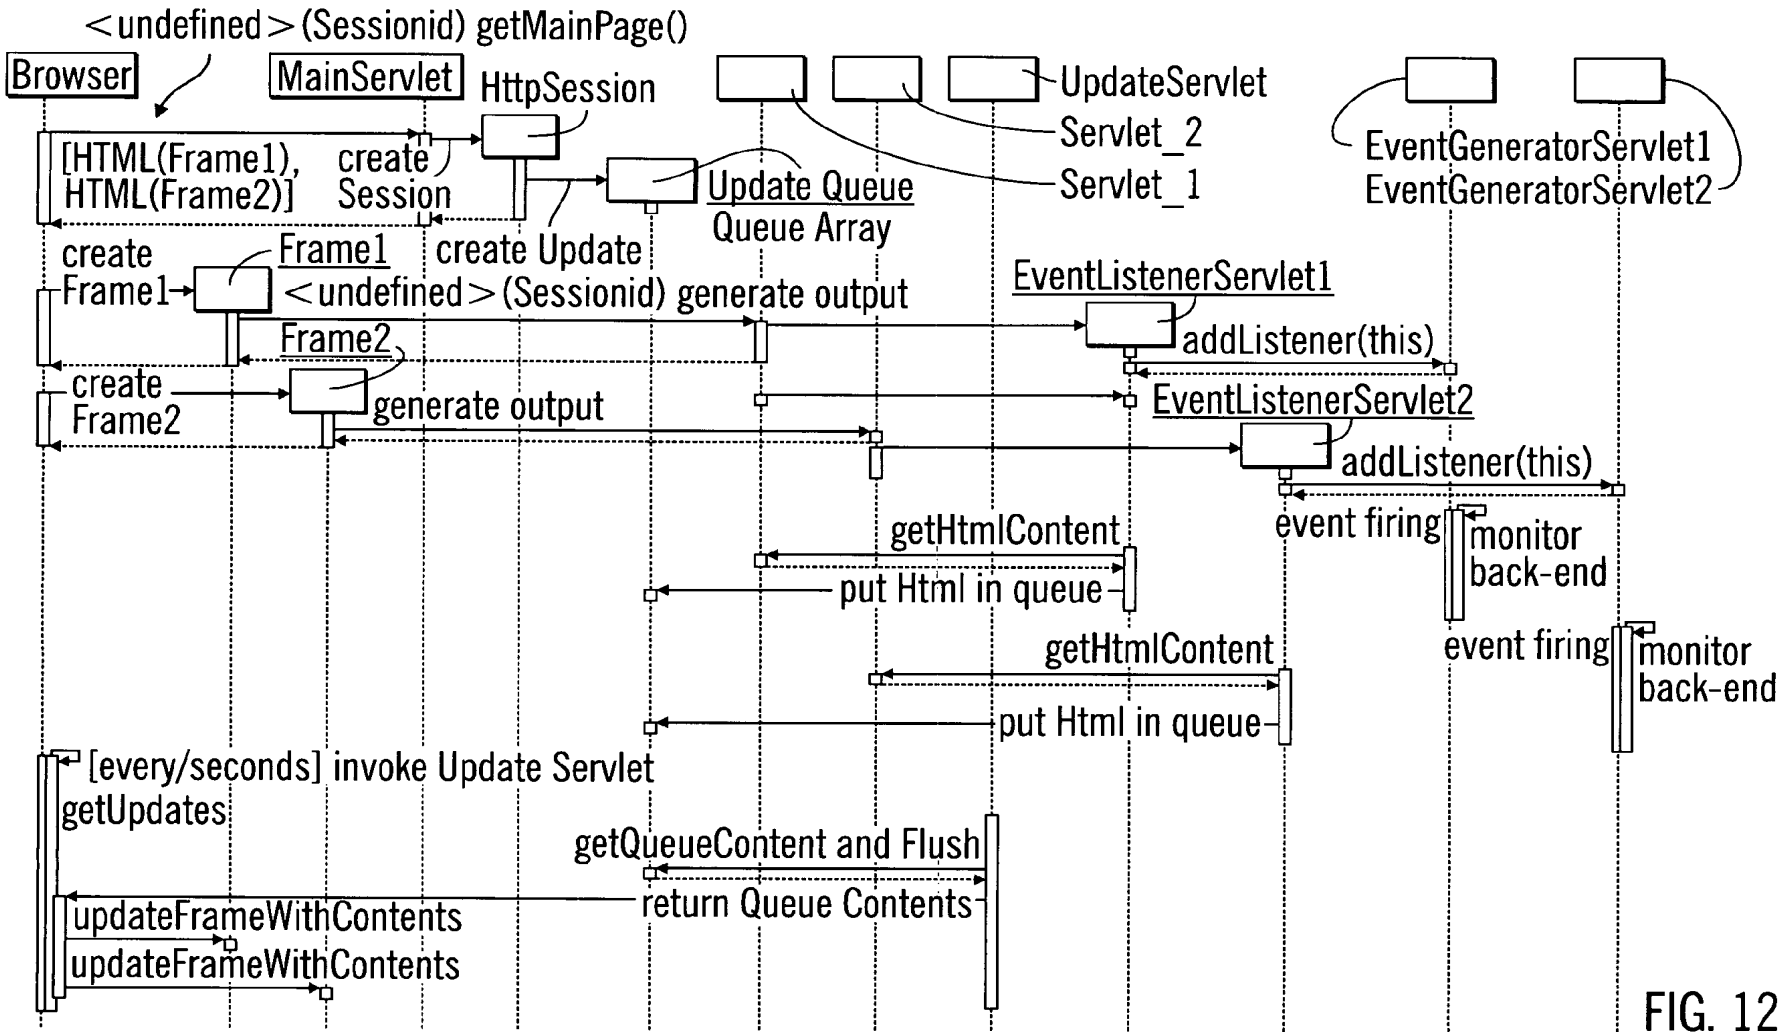 <undefined> (Sessionid) getMainPage()
Browser
MainServlet
HttpSession
UpdateServlet
Servlet_2
Servlet_1
EventGeneratorServlet1
EventGeneratorServlet2
[HTML(Frame1),
HTML(Frame2)]
create
Session
Update Queue
Queue Array
create Update
create
Frame1
Frame1
<undefined> (Sessionid) generate output
EventListenerServlet1
Frame2
addListener(this)
create
Frame2
generate output
EventListenerServlet2
addListener(this)
getHtmlContent
event firing
monitor
back-end
put Html in queue
getHtmlContent
event firing
monitor
back-end
put Html in queue
[every/seconds] invoke Update Servlet
getUpdates
getQueueContent and Flush
return Queue Contents
updateFrameWithContents
updateFrameWithContents
FIG. 12